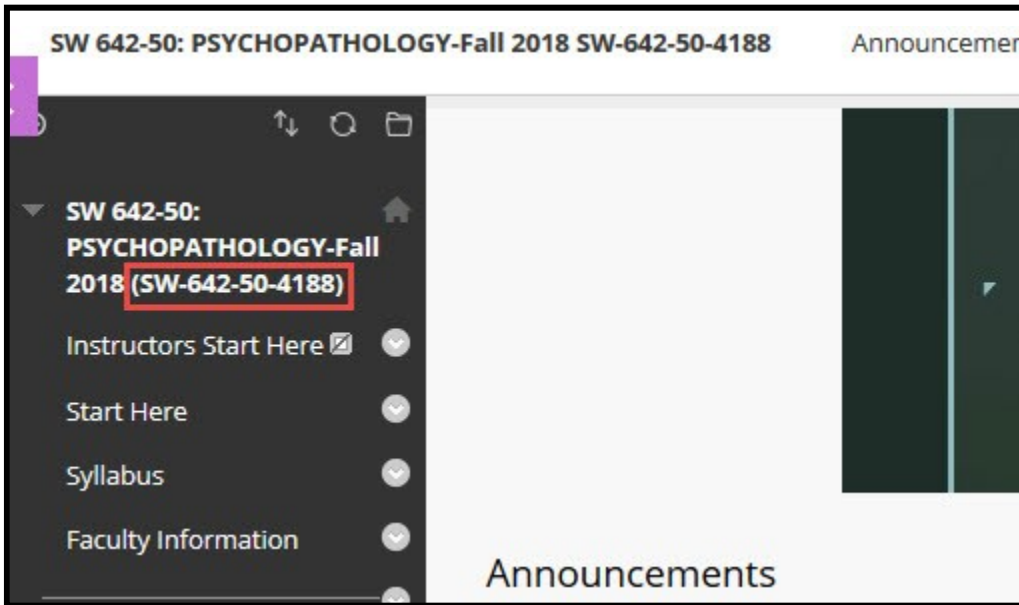 SW 642-50: PSYCHOPATHOLOGY-Fall 2018 SW-642-50-4188 
SW 642-50:
PSYCHOPATHOLOGY-Fall
2018 (SW-642-50-4188)
Instructors Start Here
Start Here
Syllabus
Faculty Information
Announcements